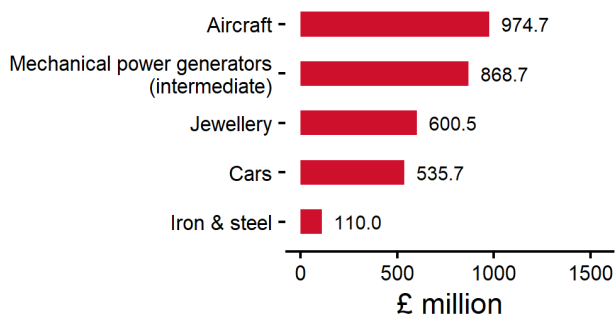 Aircraft 974.7
Mechanical power generators
(intermediate) 868.7
Jewellery 600.5
Cars 535.7
Iron & steel 110.0
0 500 1000 1500
£ million